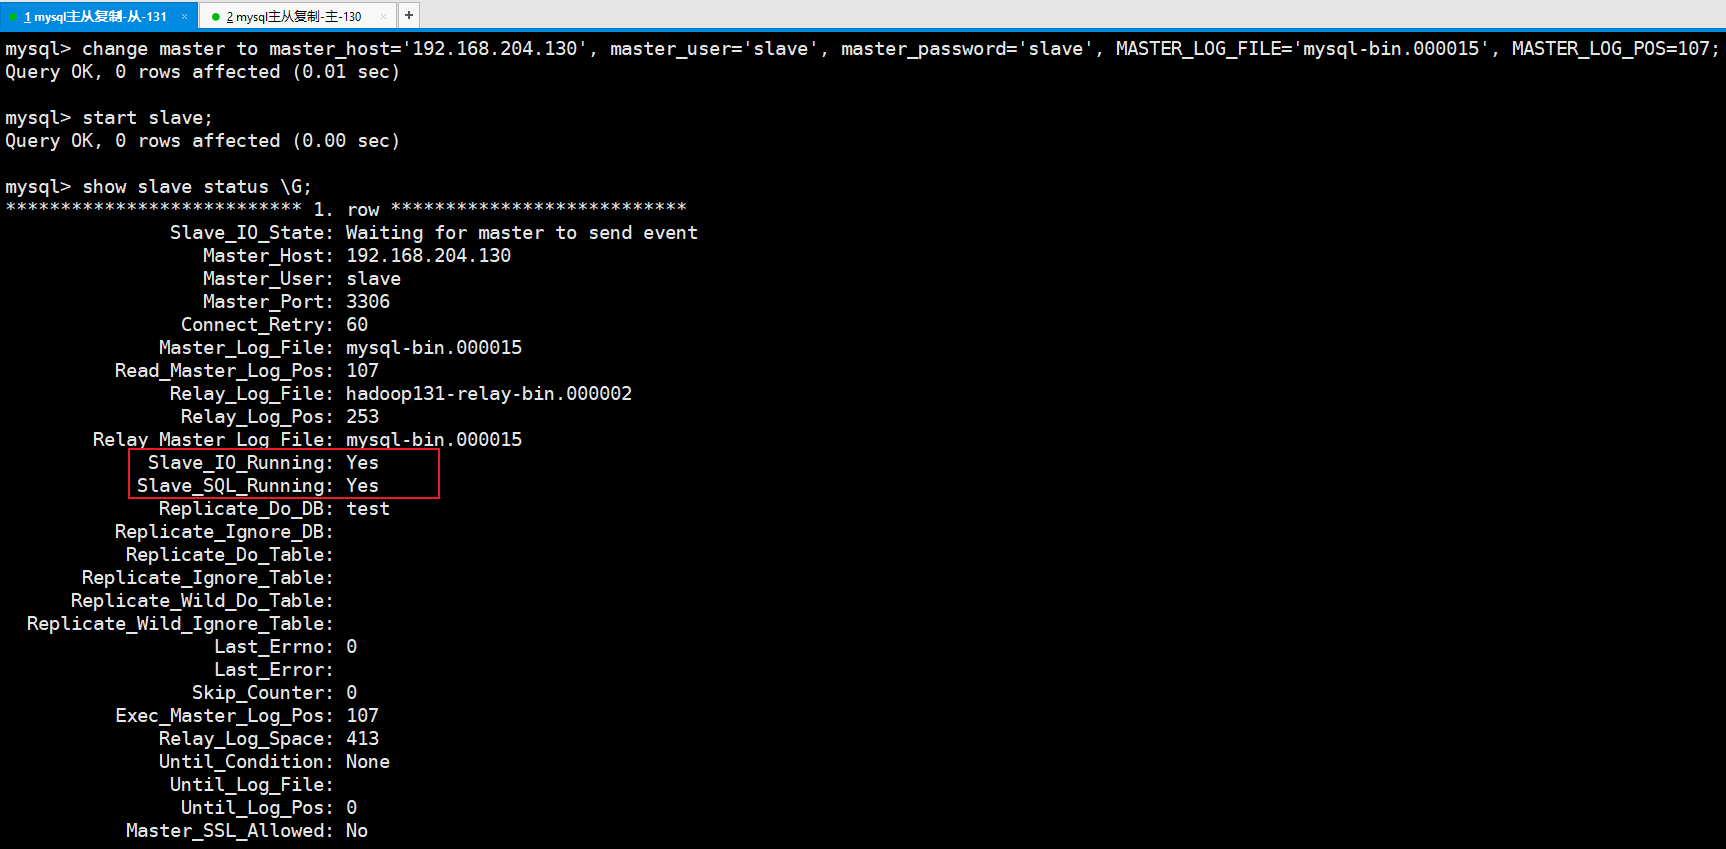 1 mysql主从复制-从-131 × 2 mysql主从复制-主-130 × +
mysql> change master to master_host='192.168.204.130', master_user='slave', master_password='slave', MASTER_LOG_FILE='mysql-bin.000015', MASTER_LOG_POS=107;
Query OK, 0 rows affected (0.01 sec)
mysql> start slave;
Query OK, 0 rows affected (0.00 sec)
mysql> show slave status \G;
*************************** 1. row ***************************
Slave_IO_State: Waiting for master to send event
Master_Host: 192.168.204.130
Master_User: slave
Master_Port: 3306
Connect_Retry: 60
Master_Log_File: mysql-bin.000015
Read_Master_Log_Pos: 107
Relay_Log_File: hadoop131-relay-bin.000002
Relay_Log_Pos: 253
Relay_Master_Log_File: mysql-bin.000015
Slave_IO_Running: Yes
Slave_SQL_Running: Yes
Replicate_Do_DB: test
Replicate_Ignore_DB:
Replicate_Do_Table:
Replicate_Ignore_Table:
Replicate_Wild_Do_Table:
Replicate_Wild_Ignore_Table:
Last_Errno: 0
Last_Error:
Skip_Counter: 0
Exec_Master_Log_Pos: 107
Relay_Log_Space: 413
Until_Condition: None
Until_Log_File:
Until_Log_Pos: 0
Master_SSL_Allowed: No